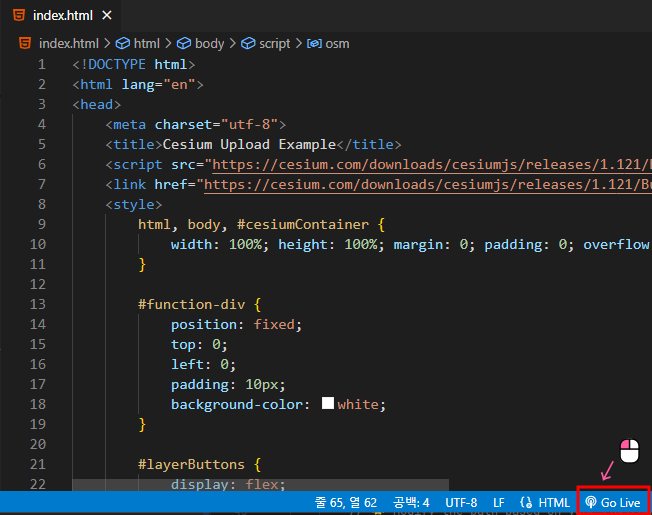 index.html
index.html > html > body > script > osm
1 <!DOCTYPE html>
2 <html lang="en">
3 <head>
4 <meta charset="utf-8">
5 <title>Cesium Upload Example</title>
6 <script src="https://cesium.com/downloads/cesiumjs/releases/1.121/
7 <link href="https://cesium.com/downloads/cesiumjs/releases/1.121/Bu
8 <style>
9 html, body, #cesiumContainer {
10 width: 100%; height: 100%; margin: 0; padding: 0; overflow
11 }
12
13 #function-div {
14 position: fixed;
15 top: 0;
16 left: 0;
17 padding: 10px;
18 background-color: white;
19 }
20
21 #layerButtons {
22 display: flex;
줄 65, 열 62 공백: 4 UTF-8 LF HTML Go Live